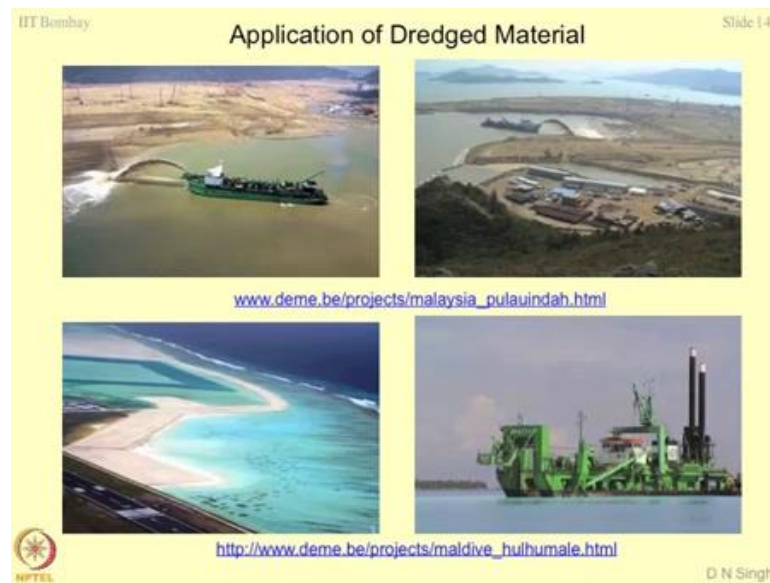 IIT Bombay
Slide 14
Application of Dredged Material
www.deme.be/projects/malaysia_pulauindah.html
http://www.deme.be/projects/maldive_hulhumale.html
NPTEL
D N Singh